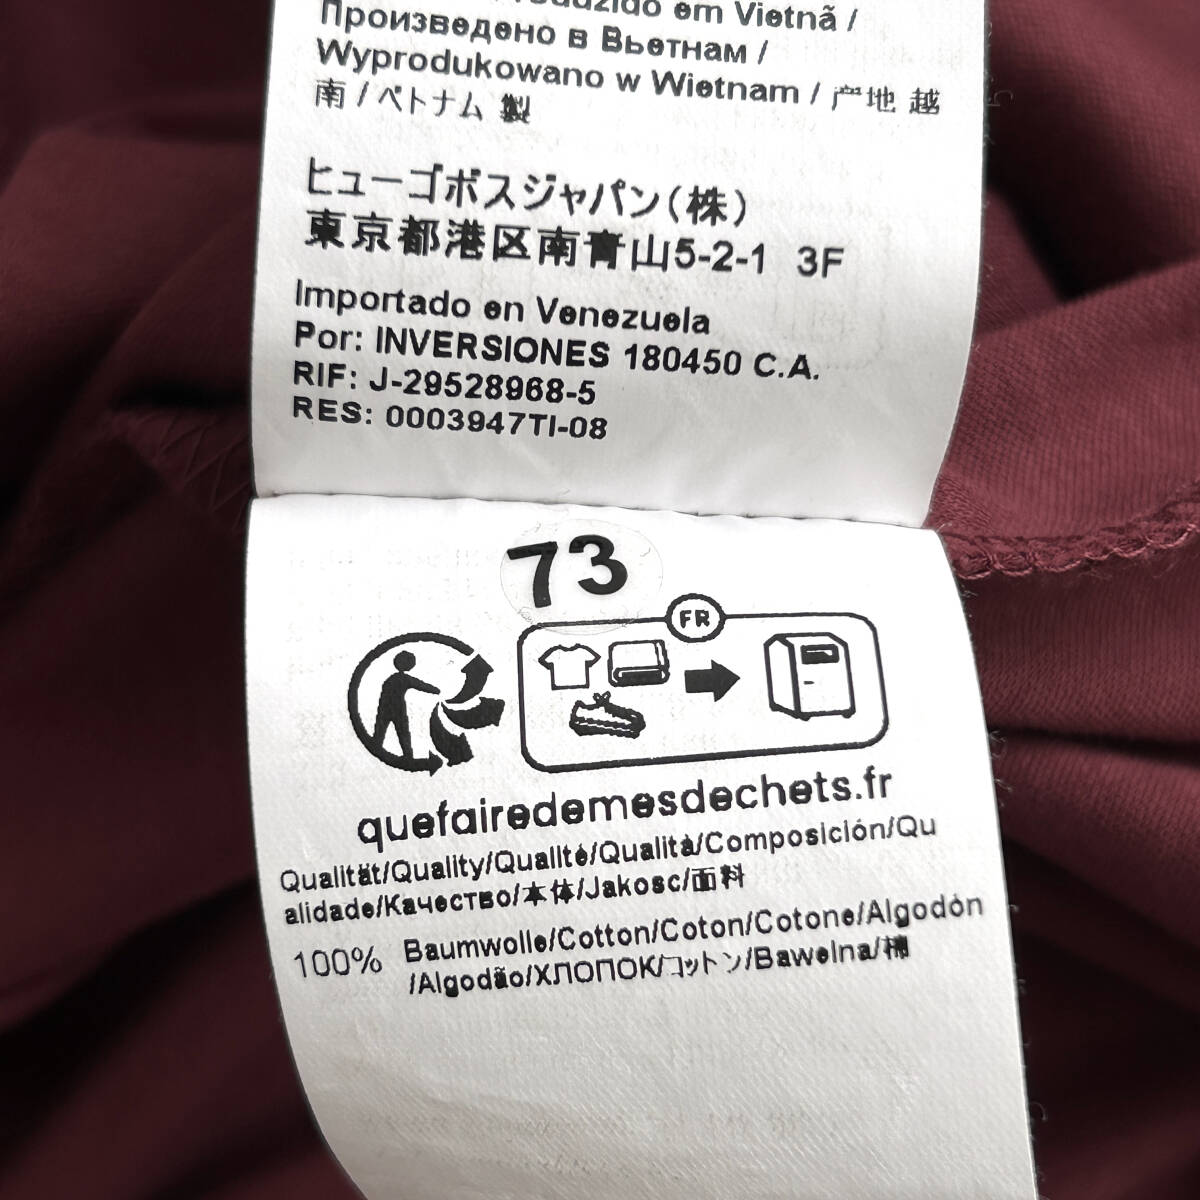 em Vietnã /
Произведено в Вьетнам /
Wyprodukowano w Wietnam / 产地 越
南 / ベトナム 製
ヒューゴボスジャパン(株)
東京都港区南青山5-2-1 3F
Importado en Venezuela
Por: INVERSIONES 180450 C.A.
RIF: J-29528968-5
RES: 0003947TI-08
73
FR
quefairedemesdechets.fr
Qualität/Quality/Qualité/Qualità/Composición/Qu
alidade/Качество/本体/Jakosc/面料
100% Baumwolle/Cotton/Coton/Cotone/Algodón
/Algodão/ХЛОПОК/コットン/Bawelna/棉